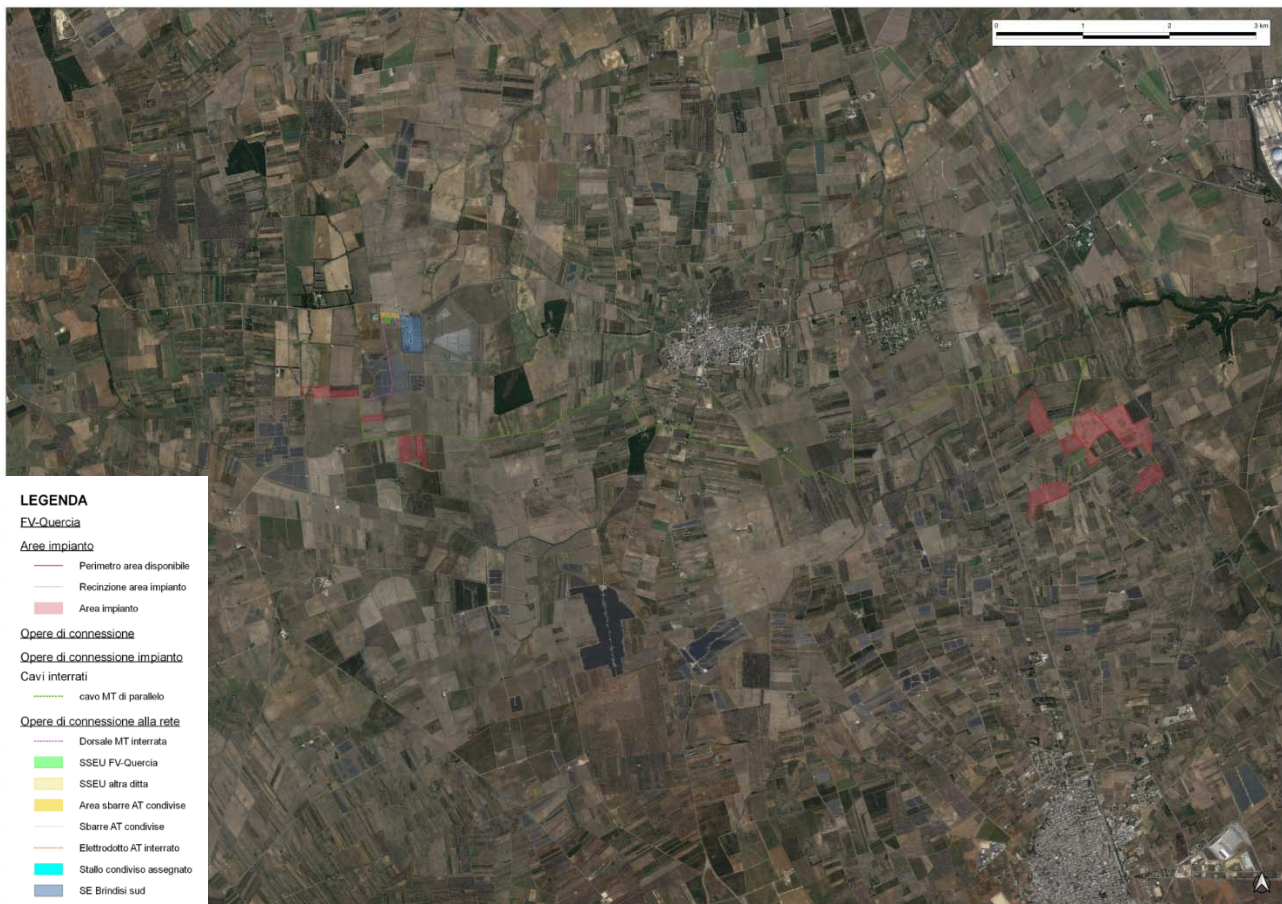 0 1 2 3 km
LEGENDA
FV-Quercia
Aree impianto
Perimetro area disponibile
Recinzione area impianto
Area impianto
Opere di connessione
Opere di connessione impianto
Cavi interrati
cavo MT di parallelo
Opere di connessione alla rete
Dorsale MT interrata
SSEU FV-Quercia
SSEU altra ditta
Area sbarre AT condivise
Sbarre AT condivise
Elettrodotto AT interrato
Stallo condiviso assegnato
SE Brindisi sud